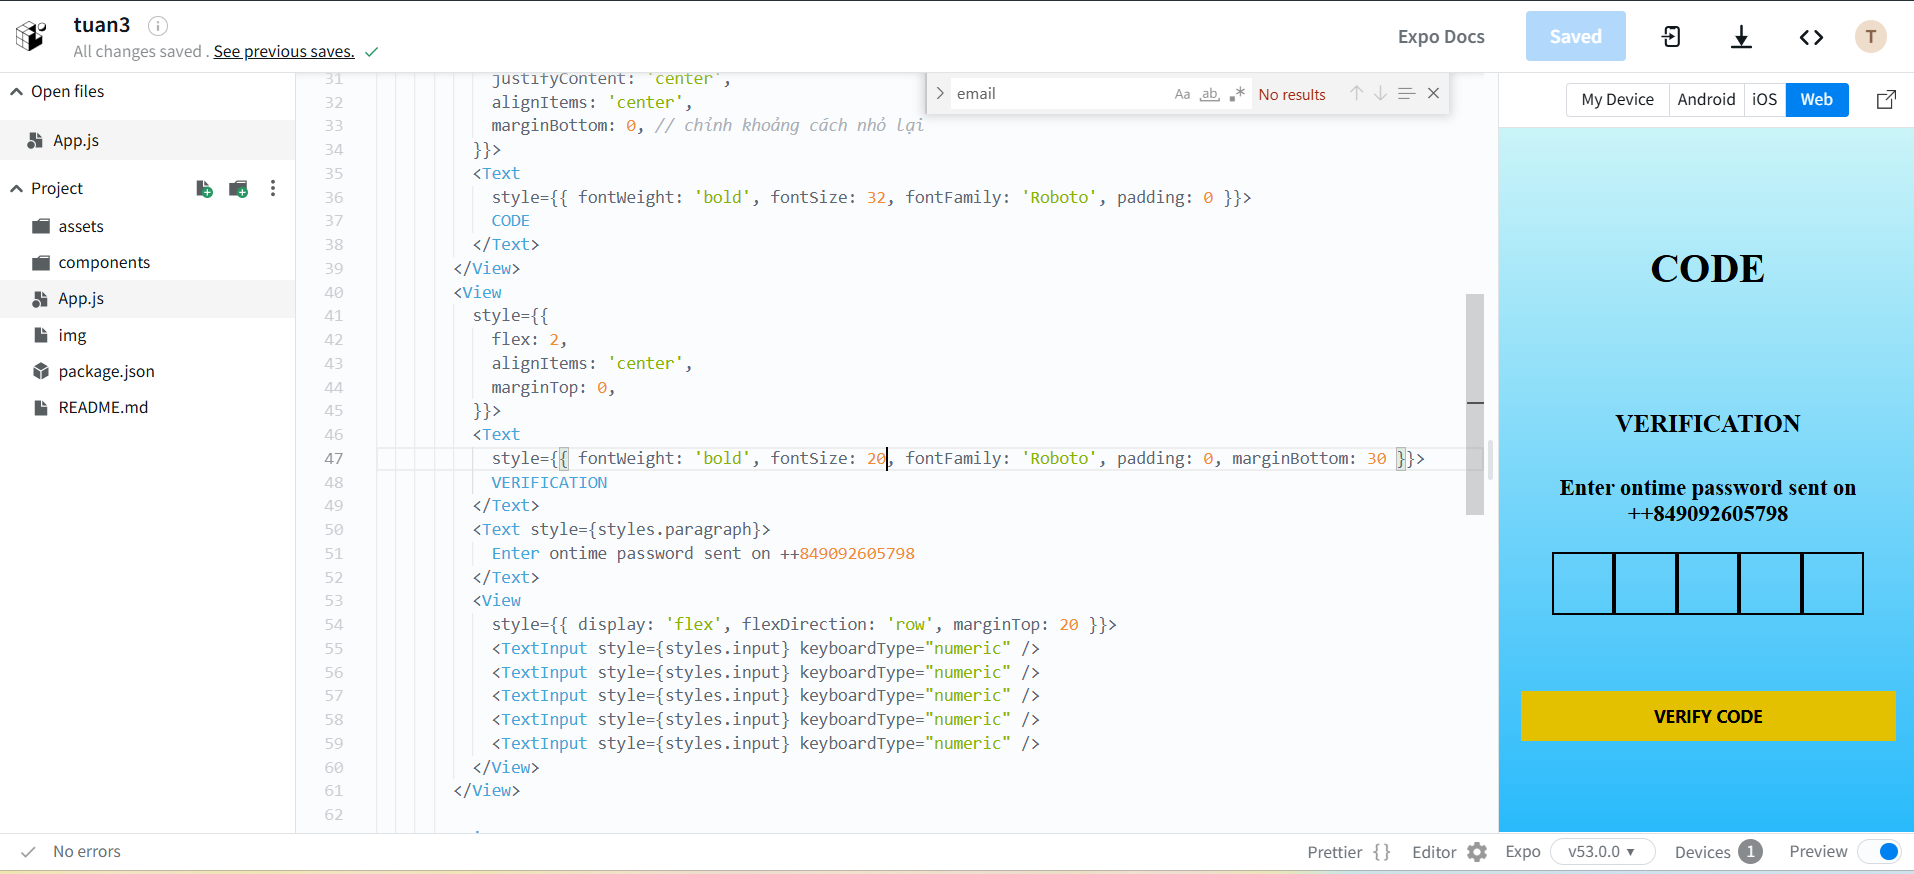 tuan3
All changes saved . See previous saves.
Expo Docs
Saved
T
Open files
App.js
Project
assets
components
App.js
img
package.json
README.md
email
Aa ab
No results
31 justifyContent: 'center',
32 alignItems: 'center',
33 marginBottom: 0, // chỉnh khoảng cách nhỏ lại
34 }}>
35 <Text
36 style={{ fontWeight: 'bold', fontSize: 32, fontFamily: 'Roboto', padding: 0 }}>
37 CODE
38 </Text>
39 </View>
40 <View
41 style={{
42 flex: 2,
43 alignItems: 'center',
44 marginTop: 0,
45 }}>
46 <Text
47 style={{ fontWeight: 'bold', fontSize: 20, fontFamily: 'Roboto', padding: 0, marginBottom: 30 }}>
48 VERIFICATION
49 </Text>
50 <Text style={styles.paragraph}>
51 Enter ontime password sent on ++849092605798
52 </Text>
53 <View
54 style={{ display: 'flex', flexDirection: 'row', marginTop: 20 }}>
55 <TextInput style={styles.input} keyboardType="numeric" />
56 <TextInput style={styles.input} keyboardType="numeric" />
57 <TextInput style={styles.input} keyboardType="numeric" />
58 <TextInput style={styles.input} keyboardType="numeric" />
59 <TextInput style={styles.input} keyboardType="numeric" />
60 </View>
61 </View>
62
My Device Android iOS Web
CODE
VERIFICATION
Enter ontime password sent on
++849092605798
VERIFY CODE
No errors
Prettier {} Editor Expo v53.0.0 Devices 1 Preview